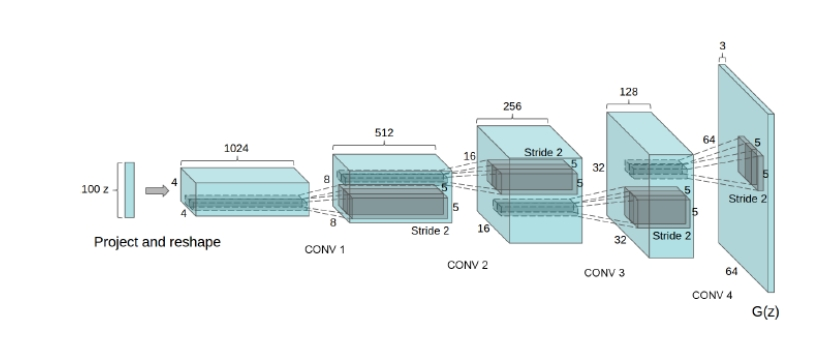 3
128
256
512
1024
64
5
5
Stride 2
64
G(z)
CONV 4
32
5
5
Stride 2
32
CONV 3
16
Stride 2
5
5
16
CONV 2
8
5
5
Stride 2
8
CONV 1
4
4
100 z
Project and reshape